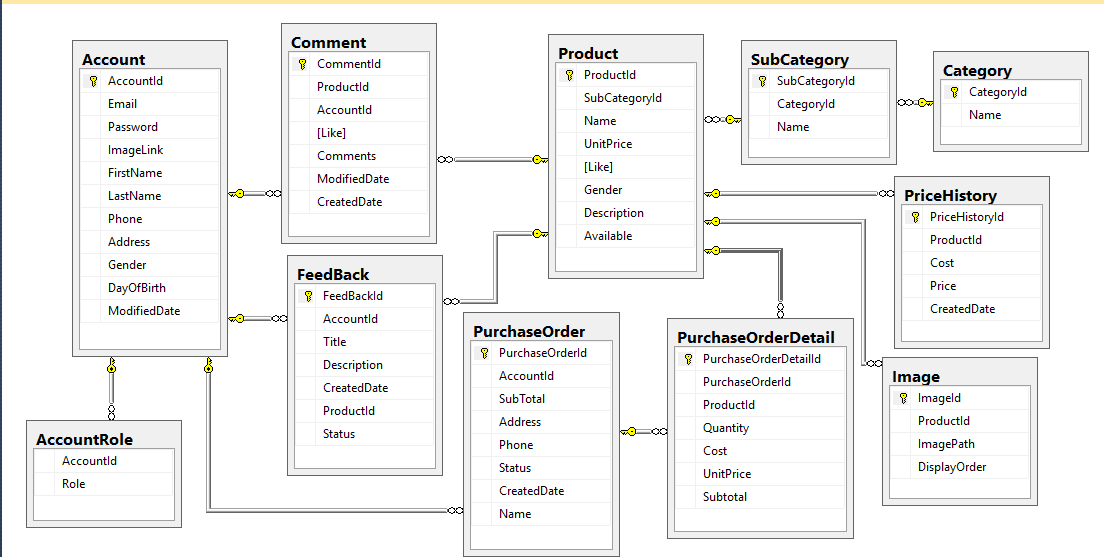 Account
AccountId
Email
Password
ImageLink
FirstName
LastName
Phone
Address
Gender
DayOfBirth
ModifiedDate
Comment
CommentId
ProductId
AccountId
[Like]
Comments
ModifiedDate
CreatedDate
Product
ProductId
SubCategoryId
Name
UnitPrice
[Like]
Gender
Description
Available
SubCategory
SubCategoryId
CategoryId
Name
Category
CategoryId
Name
PriceHistory
PriceHistoryId
ProductId
Cost
Price
CreatedDate
FeedBack
FeedBackId
AccountId
Title
Description
CreatedDate
ProductId
Status
PurchaseOrder
PurchaseOrderId
AccountId
SubTotal
Address
Phone
Status
CreatedDate
Name
PurchaseOrderDetail
PurchaseOrderDetailId
PurchaseOrderId
ProductId
Quantity
Cost
UnitPrice
Subtotal
Image
ImageId
ProductId
ImagePath
DisplayOrder
AccountRole
AccountId
Role